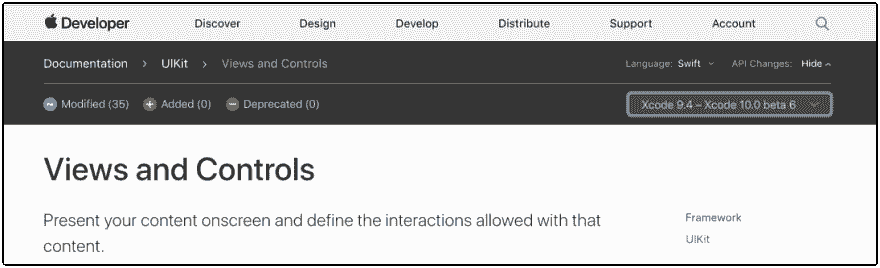 Developer Discover Design Develop Distribute Support Account
Documentation > UIKit > Views and Controls Language: Swift API Changes: Hide
Modified (35) Added (0) Deprecated (0) Xcode 9.4 – Xcode 10.0 beta 6
Views and Controls
Present your content onscreen and define the interactions allowed with that Framework
content. UIKit